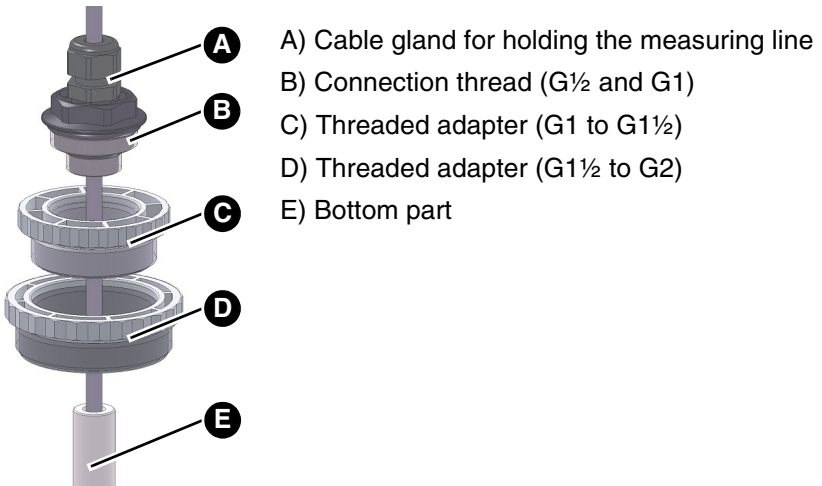 A A) Cable gland for holding the measuring line
B B) Connection thread (G½ and G1)
C C) Threaded adapter (G1 to G1½)
D D) Threaded adapter (G1½ to G2)
E E) Bottom part